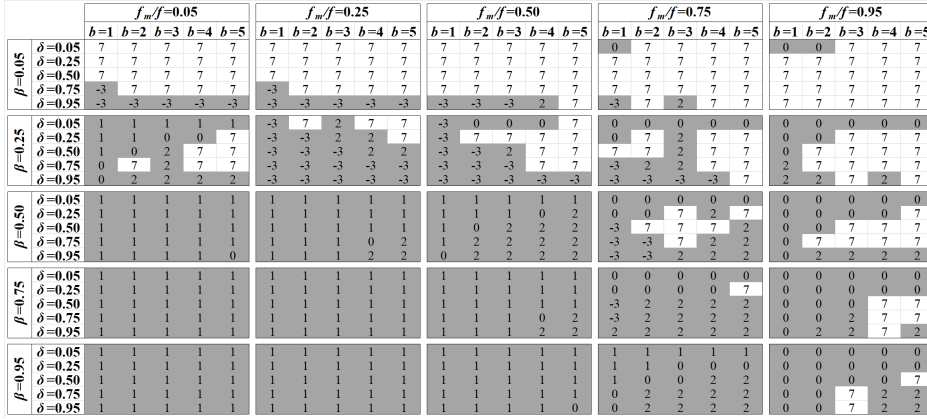 f_m/f=0.05 f_m/f=0.25 f_m/f=0.50 f_m/f=0.75 f_m/f=0.95
b=1 b=2 b=3 b=4 b=5 b=1 b=2 b=3 b=4 b=5 b=1 b=2 b=3 b=4 b=5 b=1 b=2 b=3 b=4 b=5 b=1 b=2 b=3 b=4 b=5
β=0.05
δ=0.05 7 7 7 7 7 7 7 7 7 7 7 7 7 7 7 0 7 7 7 7 0 0 7 7 7
δ=0.25 7 7 7 7 7 7 7 7 7 7 7 7 7 7 7 7 7 7 7 7 7 7 7 7 7
δ=0.50 7 7 7 7 7 7 7 7 7 7 7 7 7 7 7 7 7 7 7 7 7 7 7 7 7
δ=0.75 -3 7 7 7 7 -3 7 7 7 7 7 7 7 7 7 7 7 7 7 7 7 7 7 7 7
δ=0.95 -3 -3 -3 -3 -3 -3 -3 -3 -3 -3 -3 -3 -3 2 7 -3 7 2 7 7 7 7 7 7 7
β=0.25
δ=0.05 1 1 1 1 1 -3 7 2 7 7 -3 0 0 0 7 0 0 0 0 0 0 0 0 0 0
δ=0.25 1 1 0 0 7 -3 -3 2 2 7 -3 7 7 7 7 0 7 2 7 7 0 0 7 7 7
δ=0.50 1 0 2 7 7 -3 -3 -3 2 2 -3 -3 2 7 7 7 7 2 7 7 0 7 7 7 7
δ=0.75 0 7 2 7 7 -3 -3 -3 -3 -3 -3 -3 -3 7 7 -3 2 2 7 7 2 7 7 7 7
δ=0.95 0 2 2 2 2 -3 -3 -3 -3 -3 -3 -3 -3 -3 -3 -3 -3 -3 -3 7 2 2 7 2 7
β=0.50
δ=0.05 1 1 1 1 1 1 1 1 1 1 1 1 1 1 1 0 0 0 0 0 0 0 0 0 0
δ=0.25 1 1 1 1 1 1 1 1 1 1 1 1 1 0 2 0 0 7 2 7 0 0 0 0 7
δ=0.50 1 1 1 1 1 1 1 1 1 1 1 0 2 2 2 -3 7 7 7 2 0 0 7 7 7
δ=0.75 1 1 1 1 1 1 1 1 0 2 1 2 2 2 2 -3 -3 7 2 2 0 7 7 7 7
δ=0.95 1 1 1 1 0 1 1 1 2 2 0 2 2 2 2 -3 -3 2 2 2 0 2 2 2 2
β=0.75
δ=0.05 1 1 1 1 1 1 1 1 1 1 1 1 1 1 1 0 0 0 0 0 0 0 0 0 0
δ=0.25 1 1 1 1 1 1 1 1 1 1 1 1 1 1 1 0 0 0 0 7 0 0 0 0 0
δ=0.50 1 1 1 1 1 1 1 1 1 1 1 1 1 1 1 -3 2 2 2 2 0 0 0 7 7
δ=0.75 1 1 1 1 1 1 1 1 1 1 1 1 1 0 2 -3 2 2 2 2 0 0 2 7 7
δ=0.95 1 1 1 1 1 1 1 1 1 1 1 1 1 2 2 2 2 2 2 2 0 2 2 7 2
β=0.95
δ=0.05 1 1 1 1 1 1 1 1 1 1 1 1 1 1 1 1 1 1 1 1 0 0 0 0 0
δ=0.25 1 1 1 1 1 1 1 1 1 1 1 1 1 1 1 1 1 0 0 0 0 0 0 0 0
δ=0.50 1 1 1 1 1 1 1 1 1 1 1 1 1 1 1 1 0 0 2 2 0 0 0 0 7
δ=0.75 1 1 1 1 1 1 1 1 1 1 1 1 1 1 1 0 0 2 2 2 0 0 7 2 2
δ=0.95 1 1 1 1 1 1 1 1 1 1 1 1 1 1 0 0 2 2 2 2 0 0 7 2 2